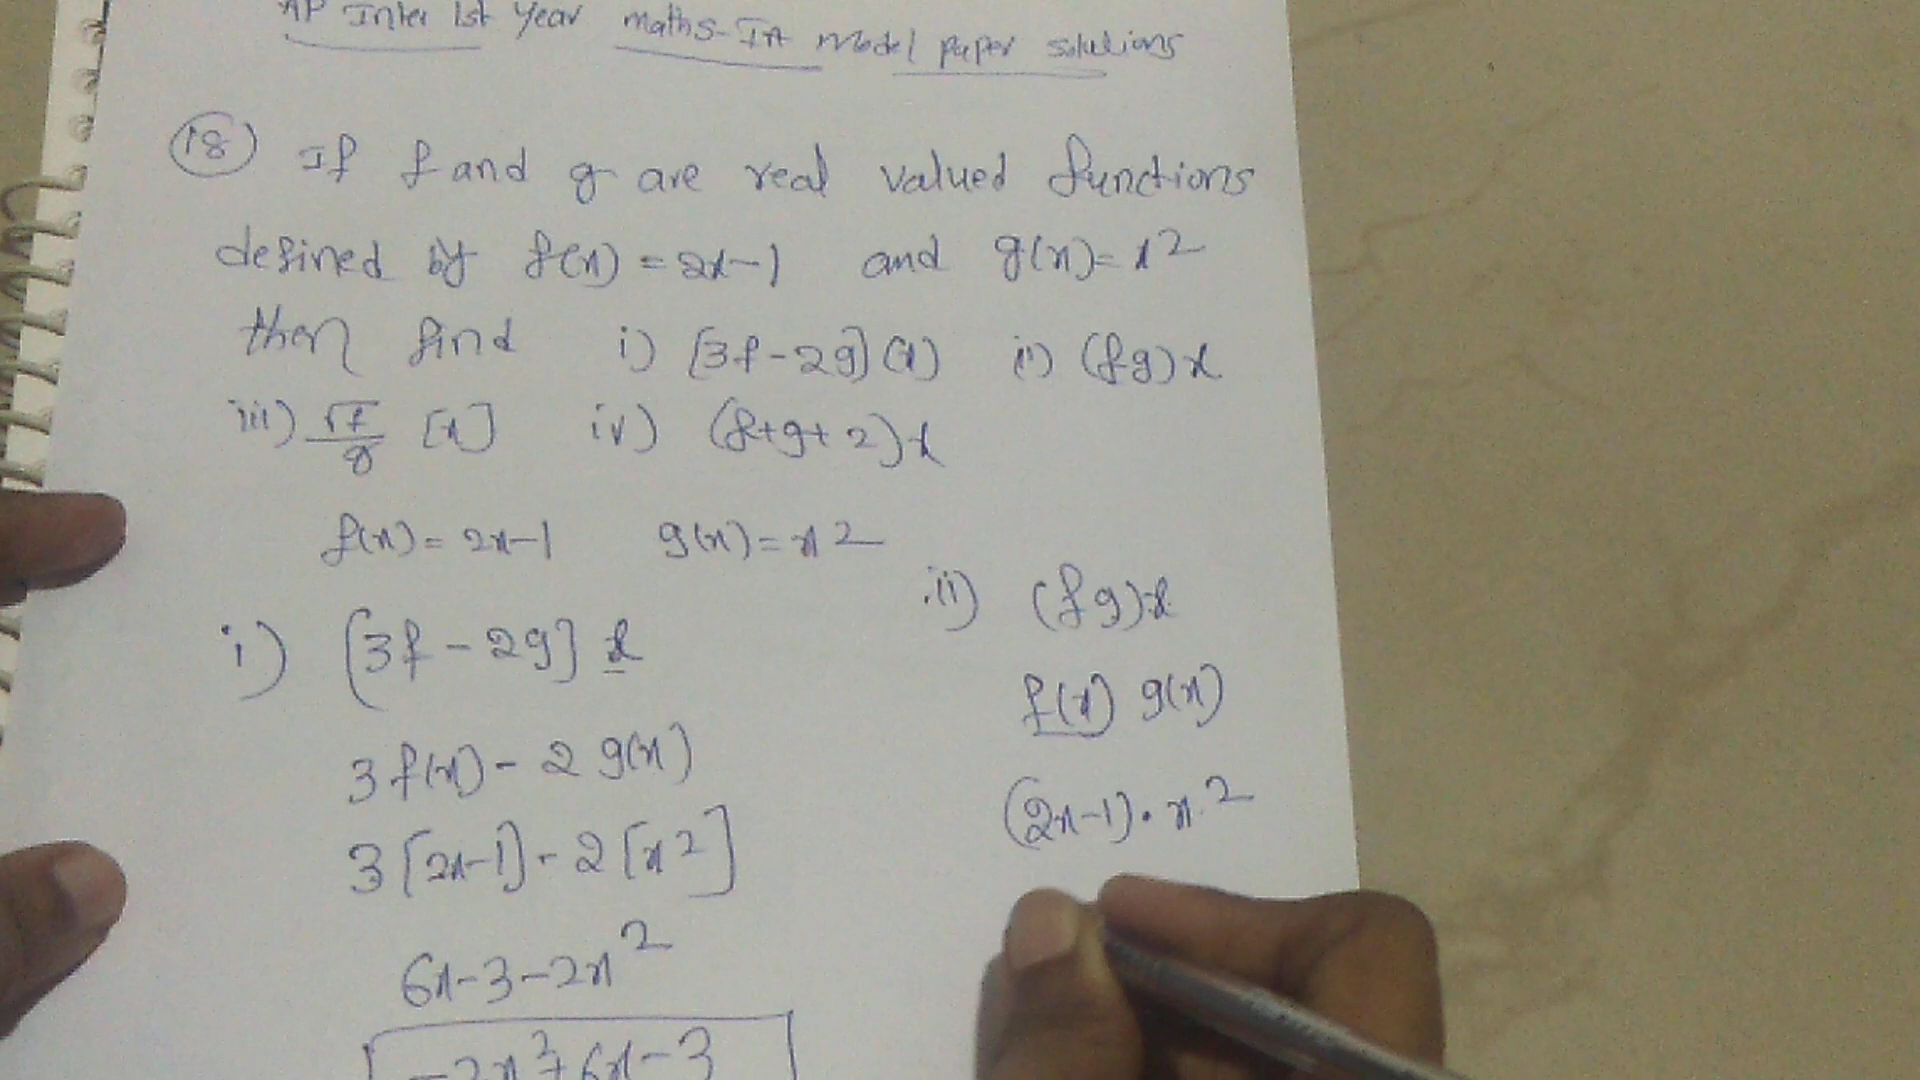 AP Inter 1st Year maths-IA model paper solutions
18 If f and g are real valued functions
defined by f(x) = 2x-1 and g(x) = x2
then find i) [3f-2g](x) ii) (fg)x
iii) √f/g [x] iv) (f+g+2)x
f(x) = 2x-1 g(x) = x2
i) [3f-2g] x
3f(x) - 2g(x)
3[2x-1] - 2[x2]
6x-3-2x2
-2x2+6x-3
ii) (fg)x
f(x) g(x)
(2x-1).x2